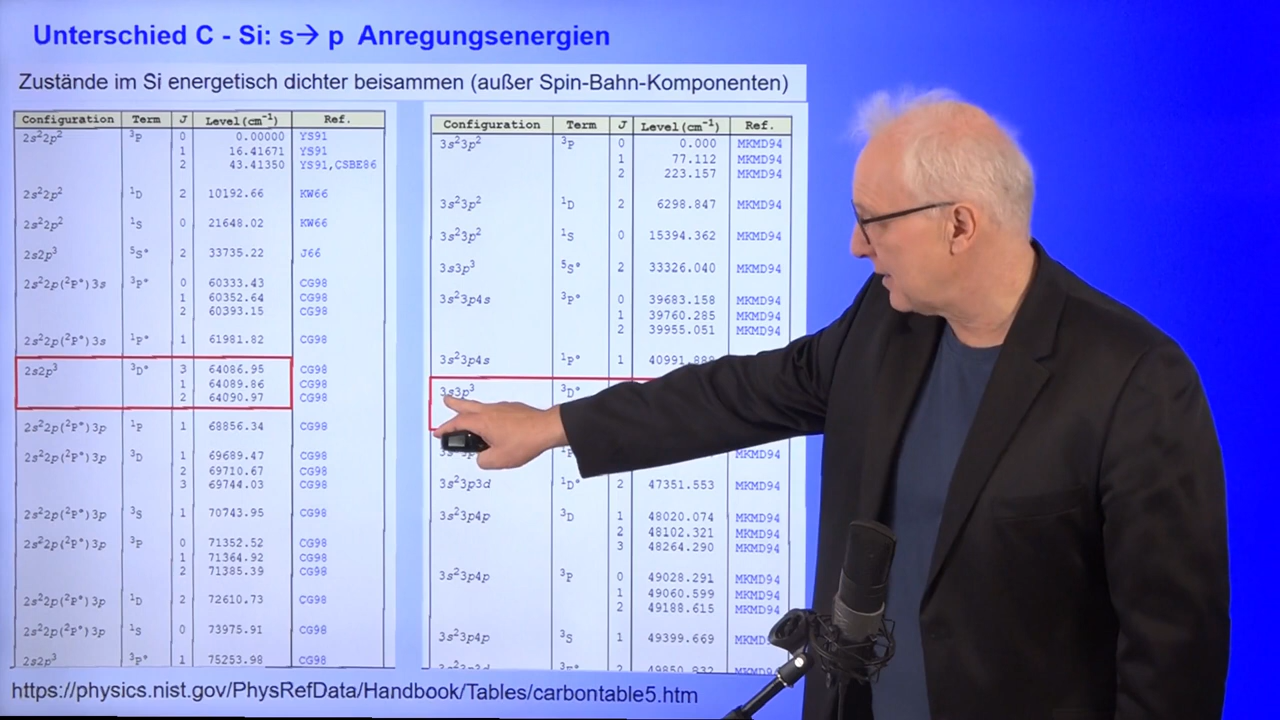 Unterschied C - Si: s→ p Anregungsenergien
Zustände im Si energetisch dichter beisammen (außer Spin-Bahn-Komponenten)
Configuration Term J Level(cm⁻¹) Ref.
2s²2p² ³P 0 0.00000 YS91
1 16.41671 YS91
2 43.41350 YS91,CSBE86
2s²2p² ¹D 2 10192.66 KW66
2s²2p² ¹S 0 21648.02 KW66
2s2p³ ⁵S° 2 33735.22 J66
2s²2p(²P°)3s ³P° 0 60333.43 CG98
1 60352.64 CG98
2 60393.15 CG98
2s²2p(²P°)3s ¹P° 1 61981.82 CG98
2s2p³ ³D° 3 64086.95 CG98
1 64089.86 CG98
2 64090.97 CG98
2s²2p(²P°)3p ¹P 1 68856.34 CG98
2s²2p(²P°)3p ³D 1 69689.47 CG98
2 69710.67 CG98
3 69744.03 CG98
2s²2p(²P°)3p ³S 1 70743.95 CG98
2s²2p(²P°)3p ³P 0 71352.52 CG98
1 71364.92 CG98
2 71385.39 CG98
2s²2p(²P°)3p ¹D 2 72610.73 CG98
2s²2p(²P°)3p ¹S 0 73975.91 CG98
2s2p³ ³P° 1 75253.98 CG98
Configuration Term J Level(cm⁻¹) Ref.
3s²3p² ³P 0 0.000 MKMD94
1 77.112 MKMD94
2 223.157 MKMD94
3s²3p² ¹D 2 6298.847 MKMD94
3s²3p² ¹S 0 15394.362 MKMD94
3s3p³ ⁵S° 2 33326.040 MKMD94
3s²3p4s ³P° 0 39683.158 MKMD94
1 39760.285 MKMD94
2 39955.051 MKMD94
3s²3p4s ¹P° 1
3s3p³ ³D°
MKMD94
3s²3p3d ¹D° 2 47351.553 MKMD94
3s²3p4p ³D 1 48020.074 MKMD94
2 48102.321 MKMD94
3 48264.290 MKMD94
3s²3p4p ³P 0 49028.291 MKMD94
1 49060.599 MKMD94
2 49188.615 MKMD94
3s²3p4p ³S 1 49399.669
https://physics.nist.gov/PhysRefData/Handbook/Tables/carbontable5.htm